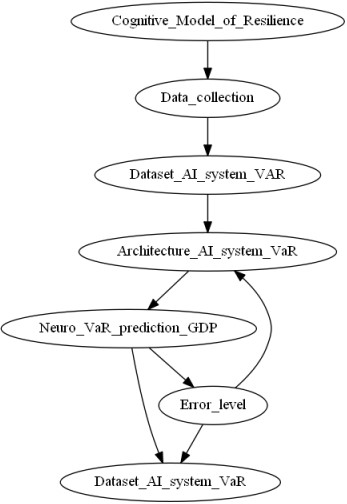 Cognitive_Model_of_Resilience
Data_collection
Dataset_AI_system_VAR
Architecture_AI_system_VaR
Neuro_VaR_prediction_GDP
Error_level
Dataset_AI_system_VaR